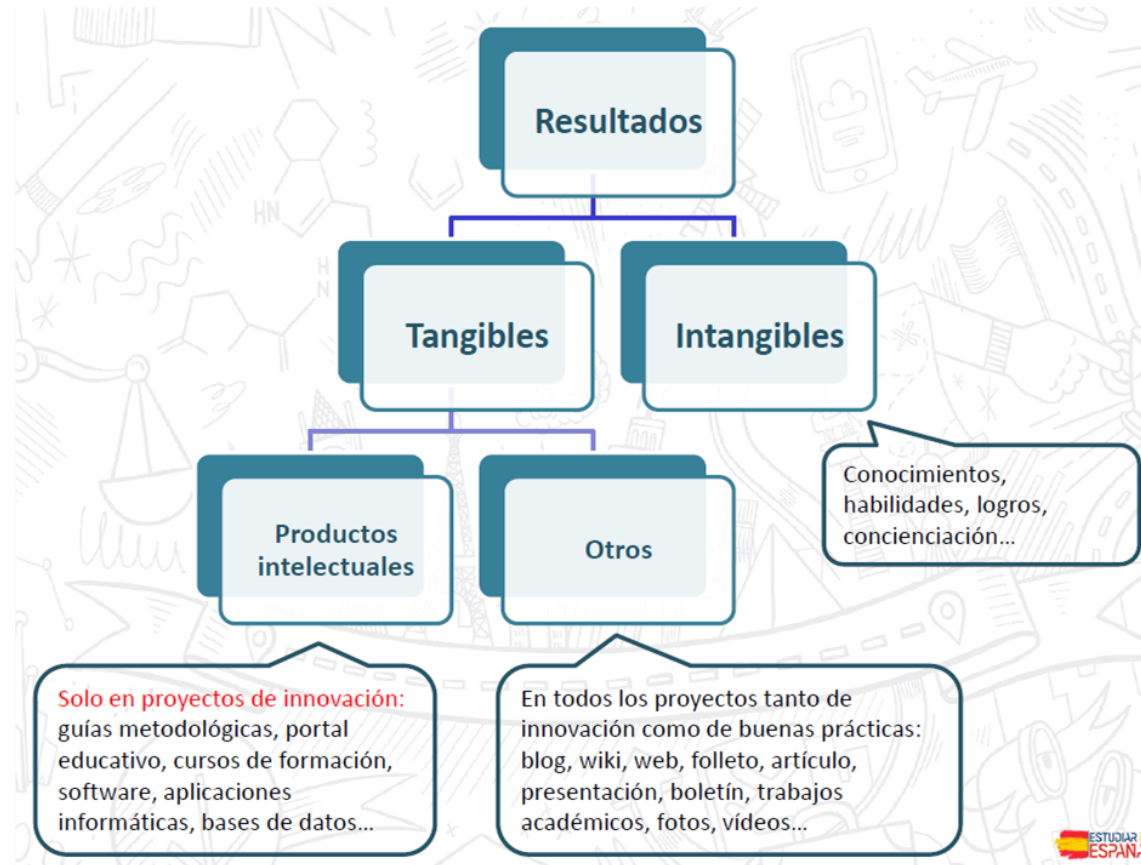 Resultados
Tangibles
Intangibles
Conocimientos,
habilidades, logros,
concienciación...
Productos
intelectuales
Otros
Solo en proyectos de innovación:
guías metodológicas, portal
educativo, cursos de formación,
software, aplicaciones
informáticas, bases de datos...
En todos los proyectos tanto de
innovación como de buenas prácticas:
blog, wiki, web, folleto, artículo,
presentación, boletín, trabajos
académicos, fotos, vídeos...
HN
H
N
ESTUDIAR